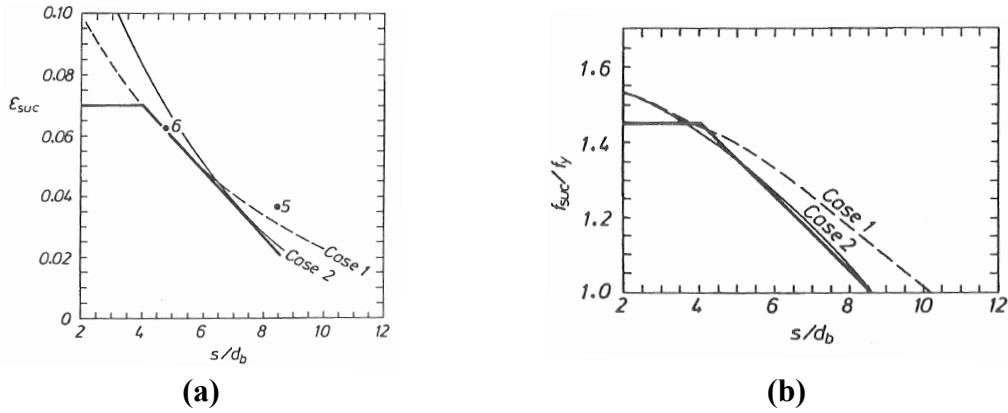 0.10
0.08
ε_suc
0.06
0.04
0.02
0
2 4 6 8 10 12
s/d_b
6
5
Case 1
Case 2
(a)
1.6
1.4
f_suc/f_y
1.2
1.0
2 4 6 8 10 12
s/d_b
Case 1
Case 2
(b)